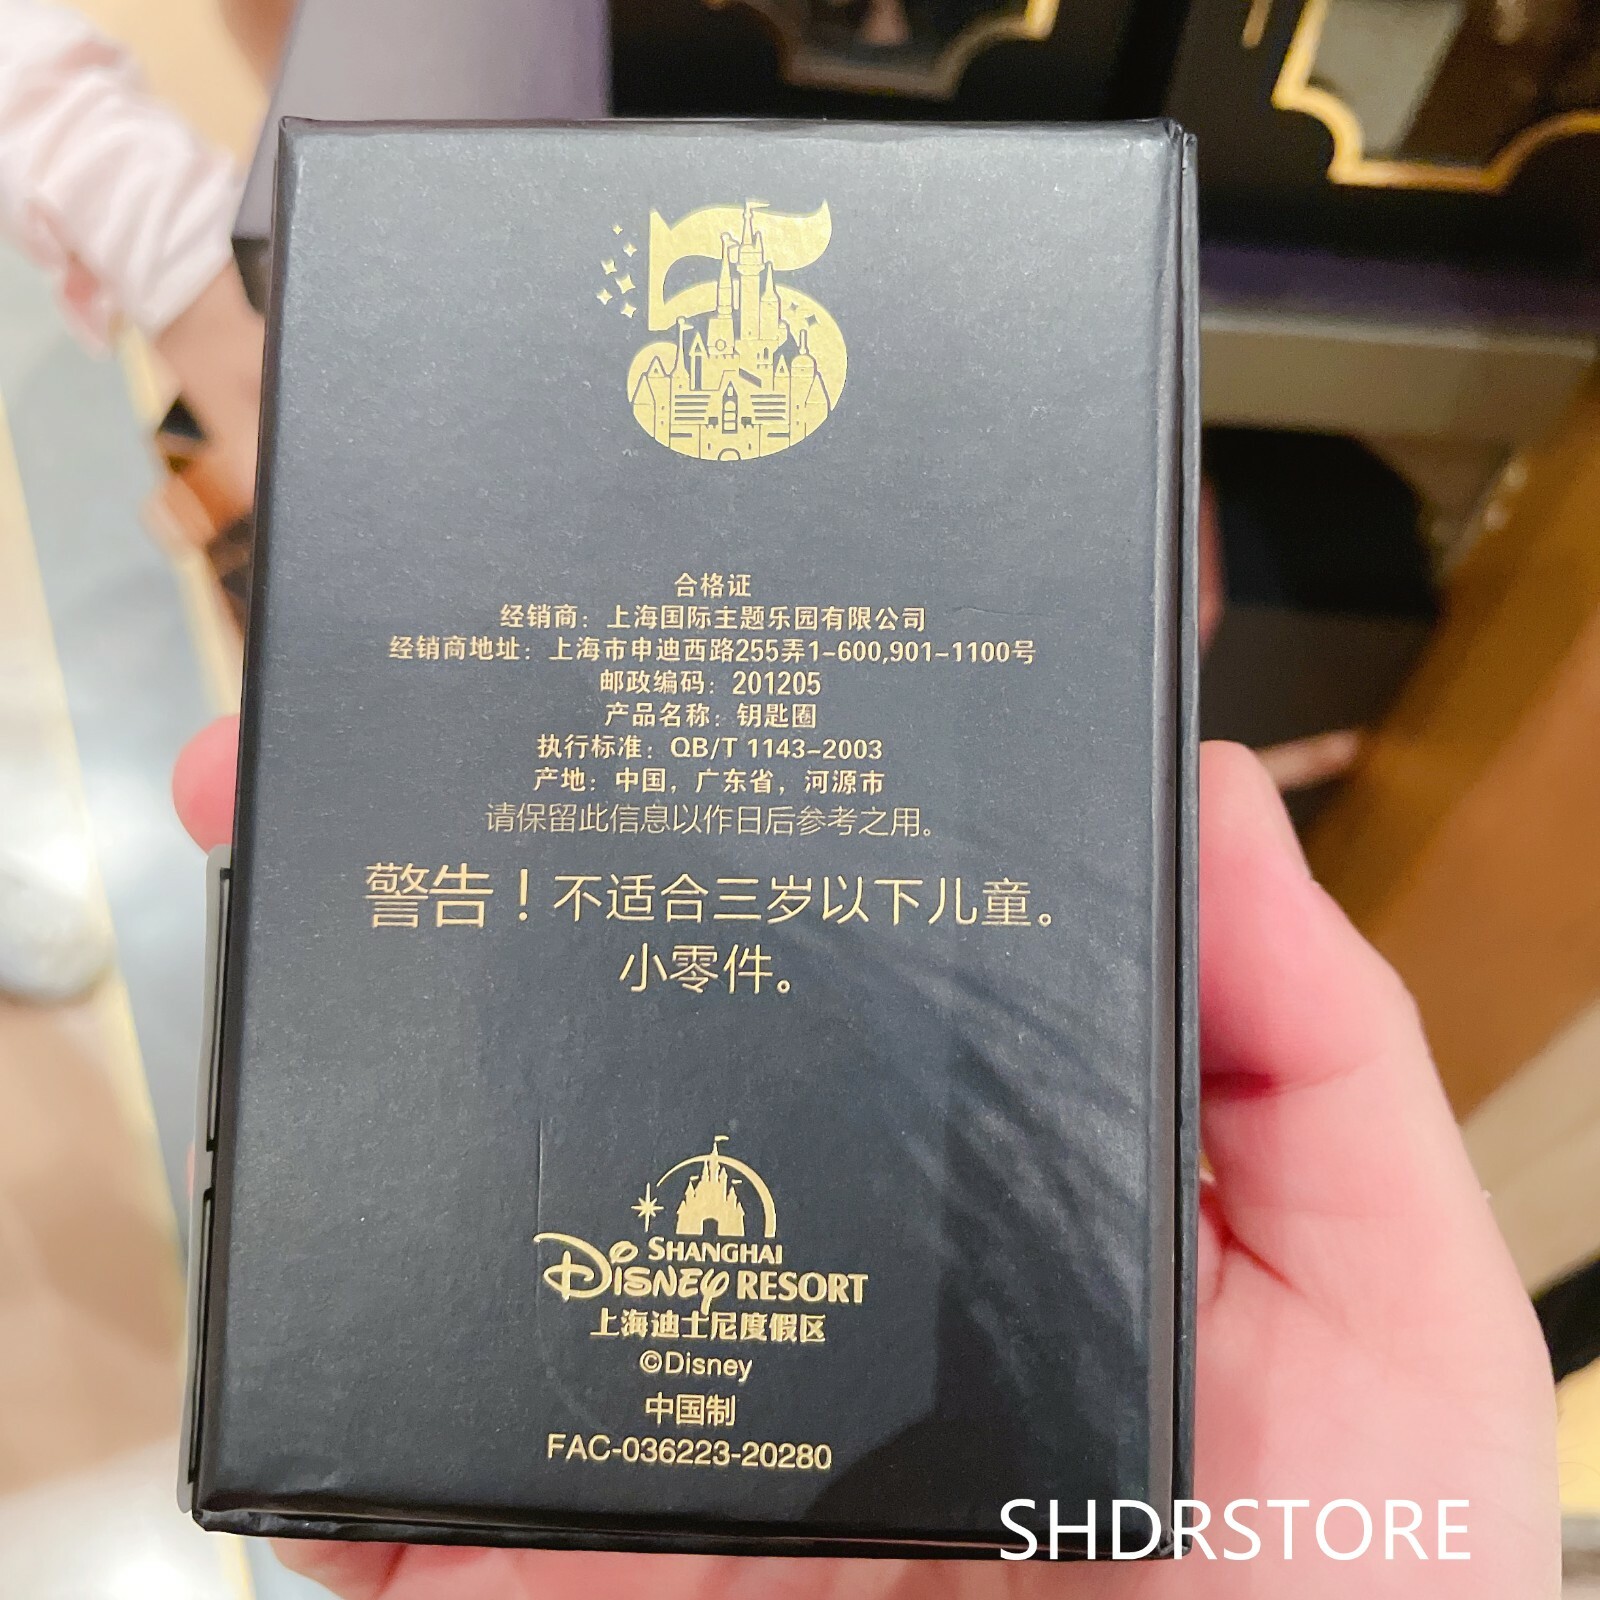 5
合格证
经销商：上海国际主题乐园有限公司
经销商地址：上海市申迪西路255弄1-600,901-1100号
邮政编码：201205
产品名称：钥匙圈
执行标准：QB/T 1143-2003
产地：中国，广东省，河源市
请保留此信息以作日后参考之用。
警告！不适合三岁以下儿童。
小零件。
SHANGHAI
DISNEY RESORT
上海迪士尼度假区
©Disney
中国制
FAC-036223-20280
SHDRSTORE